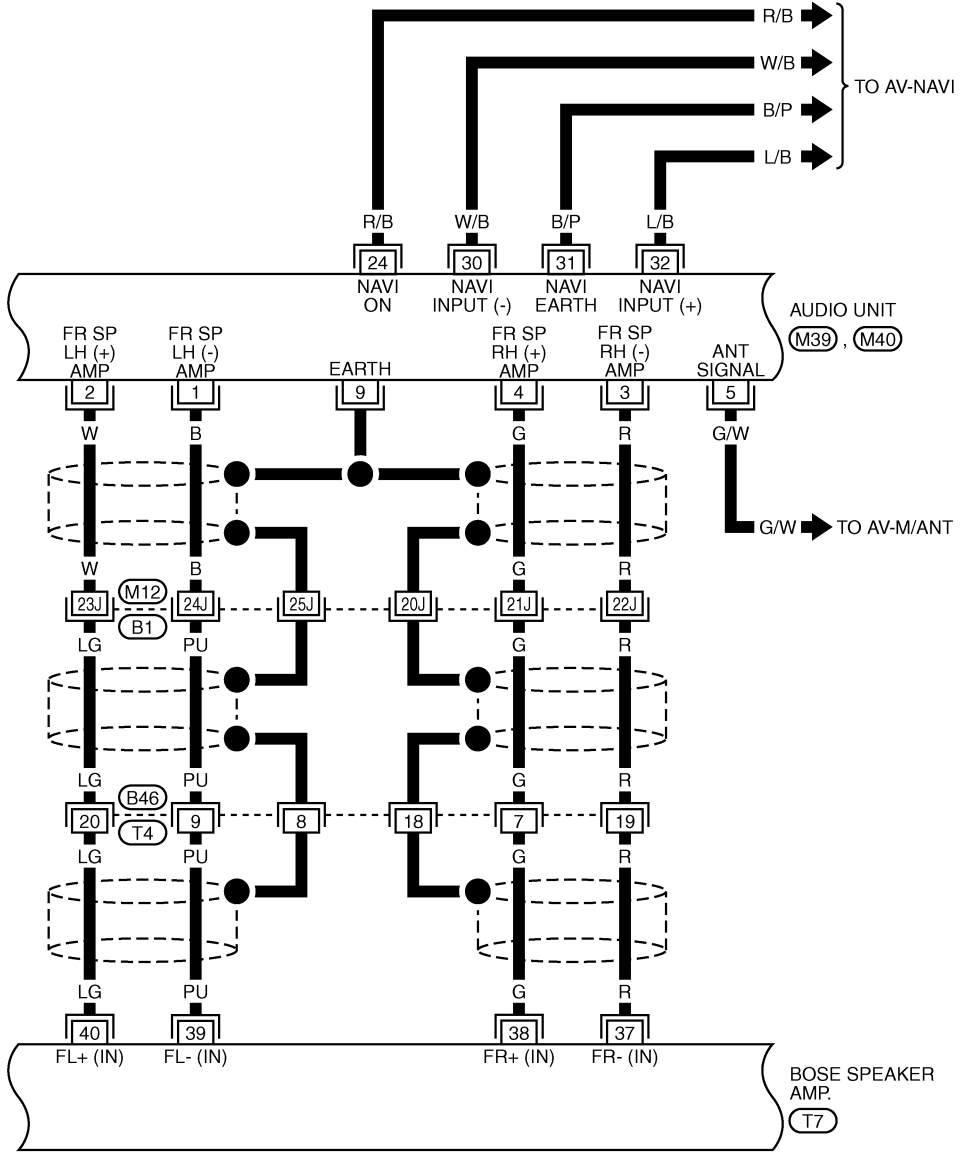 R/B
W/B
TO AV-NAVI
B/P
L/B
R/B W/B B/P L/B
24 30 31 32
NAVI ON
NAVI INPUT (-)
NAVI EARTH
NAVI INPUT (+)
AUDIO UNIT
M39 , M40
FR SP LH (+) AMP
FR SP LH (-) AMP
EARTH
FR SP RH (+) AMP
FR SP RH (-) AMP
ANT SIGNAL
2 1 9 4 3 5
W B G R G/W
G/W TO AV-M/ANT
W B G R
M12
23J 24J 25J 20J 21J 22J
B1
LG PU G R
LG PU G R
B46
20 9 8 18 7 19
T4
LG PU G R
LG PU G R
40 39 38 37
FL+ (IN) FL- (IN) FR+ (IN) FR- (IN)
BOSE SPEAKER
AMP.
T7